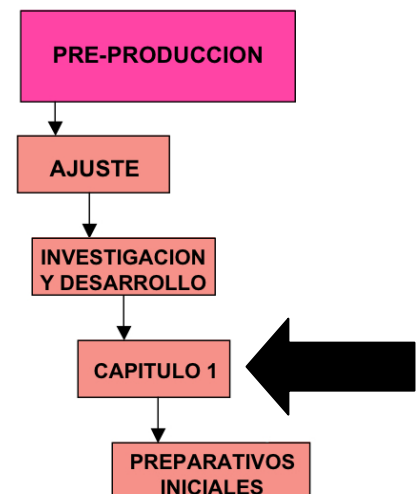 PRE-PRODUCCION
AJUSTE
INVESTIGACION
Y DESARROLLO
CAPITULO 1
PREPARATIVOS
INICIALES